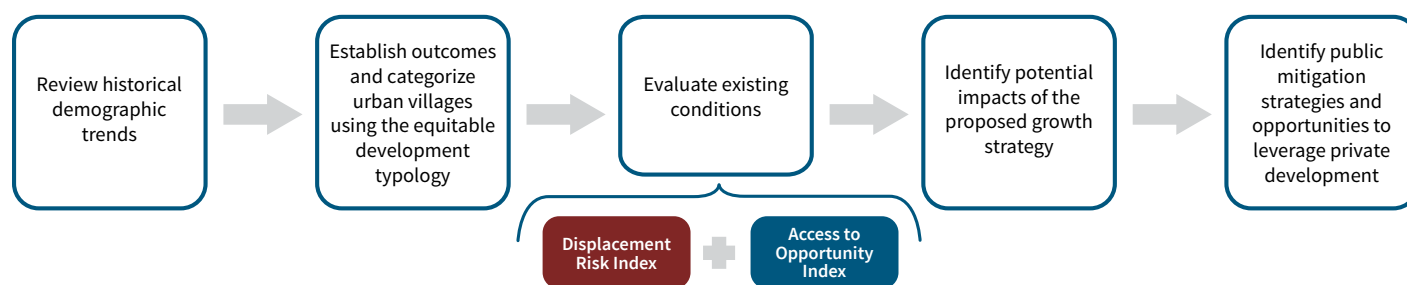 Review historical
demographic
trends
Establish outcomes
and categorize
urban villages
using the equitable
development
typology
Evaluate existing
conditions
Identify potential
impacts of the
proposed growth
strategy
Identify public
mitigation
strategies and
opportunities to
leverage private
development
Displacement
Risk Index
Access to
Opportunity
Index